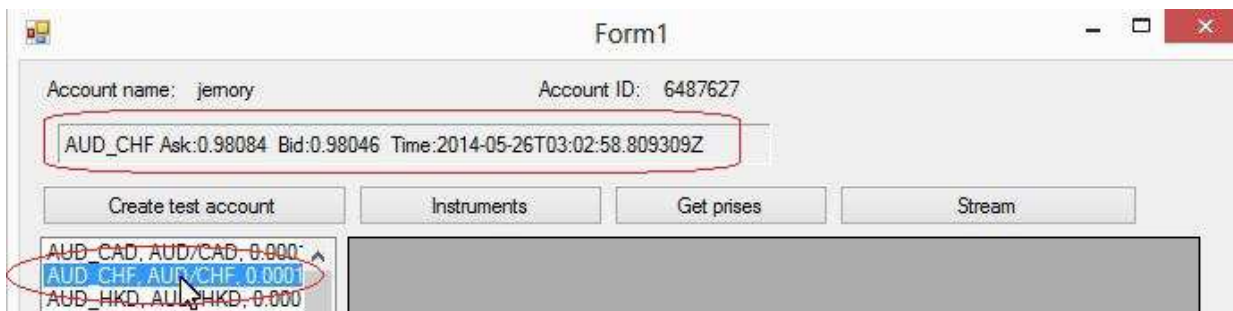 Form1
Account name: jemory Account ID: 6487627
AUD_CHF Ask:0.98084 Bid:0.98046 Time:2014-05-26T03:02:58.809309Z
Create test account Instruments Get prises Stream
AUD_CAD, AUD/CAD, 0.000
AUD_CHF, AUD/CHF, 0.0001
AUD_HKD, AUD/HKD, 0.000